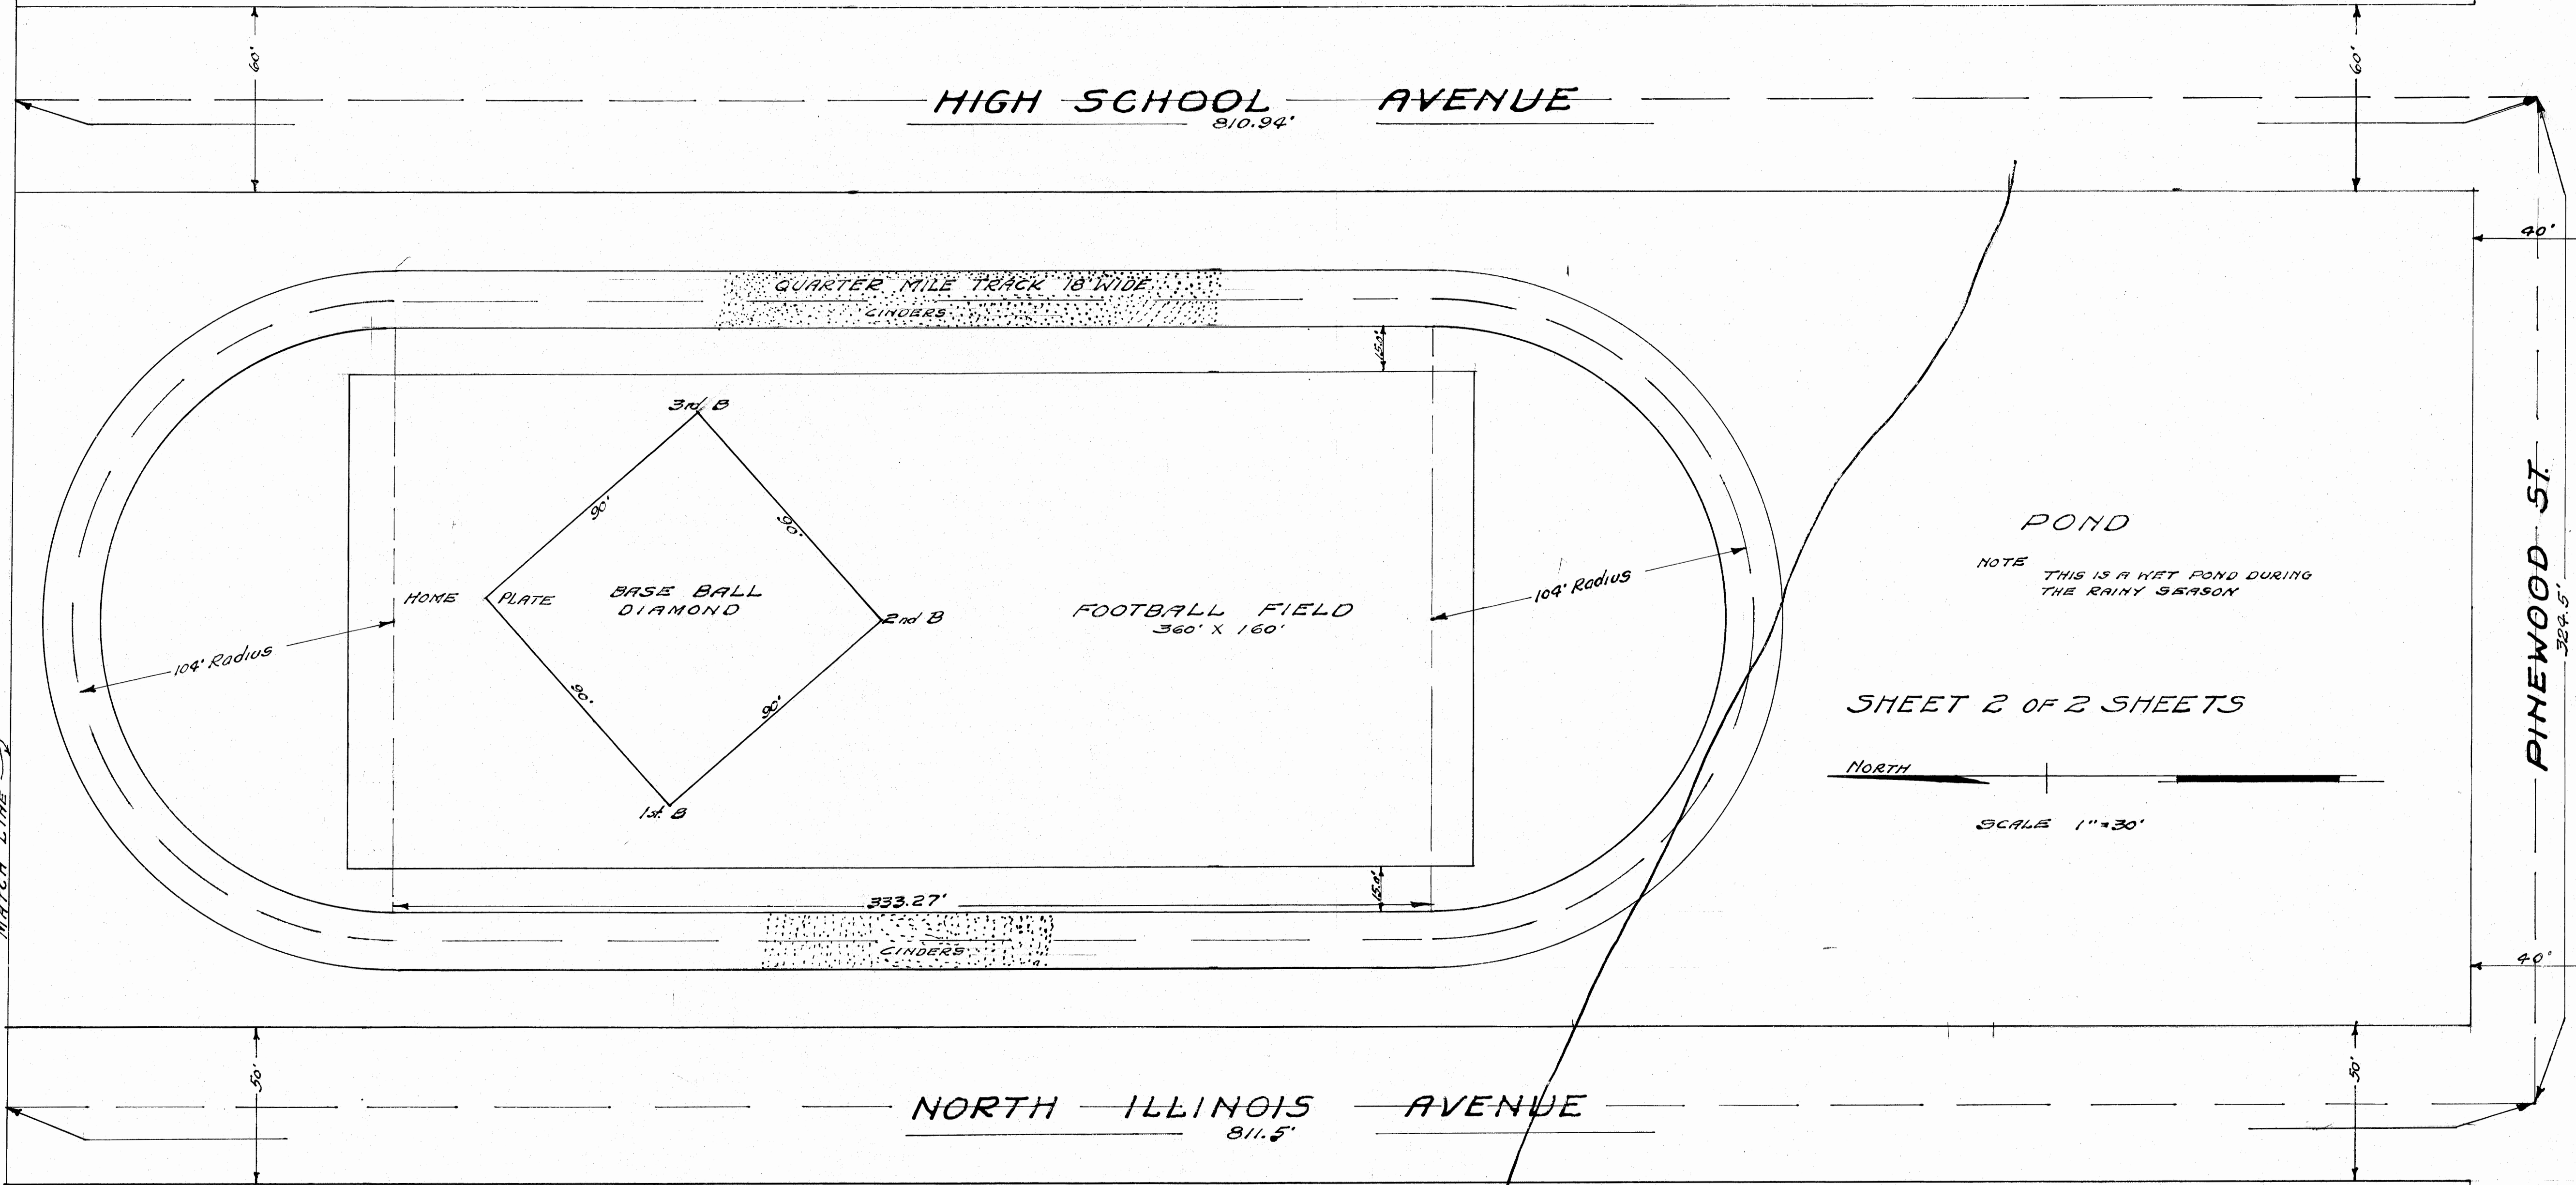 60'
60'
HIGH SCHOOL AVENUE
810.94'
40'
QUARTER MILE TRACK 18' WIDE
CINDERS
15.0'
3rd B
90'
90'
HOME PLATE
BASE BALL
DIAMOND
2nd B
FOOTBALL FIELD
360' X 160'
104' Radius
104' Radius
90'
90'
1st. B
POND
NOTE
THIS IS A WET POND DURING
THE RAINY SEASON
SHEET 2 OF 2 SHEETS
NORTH
SCALE 1"=30'
PINEWOOD ST.
324.5'
MATCH LINE
333.27'
15.0'
CINDERS
40'
50'
50'
NORTH ILLINOIS AVENUE
811.5'